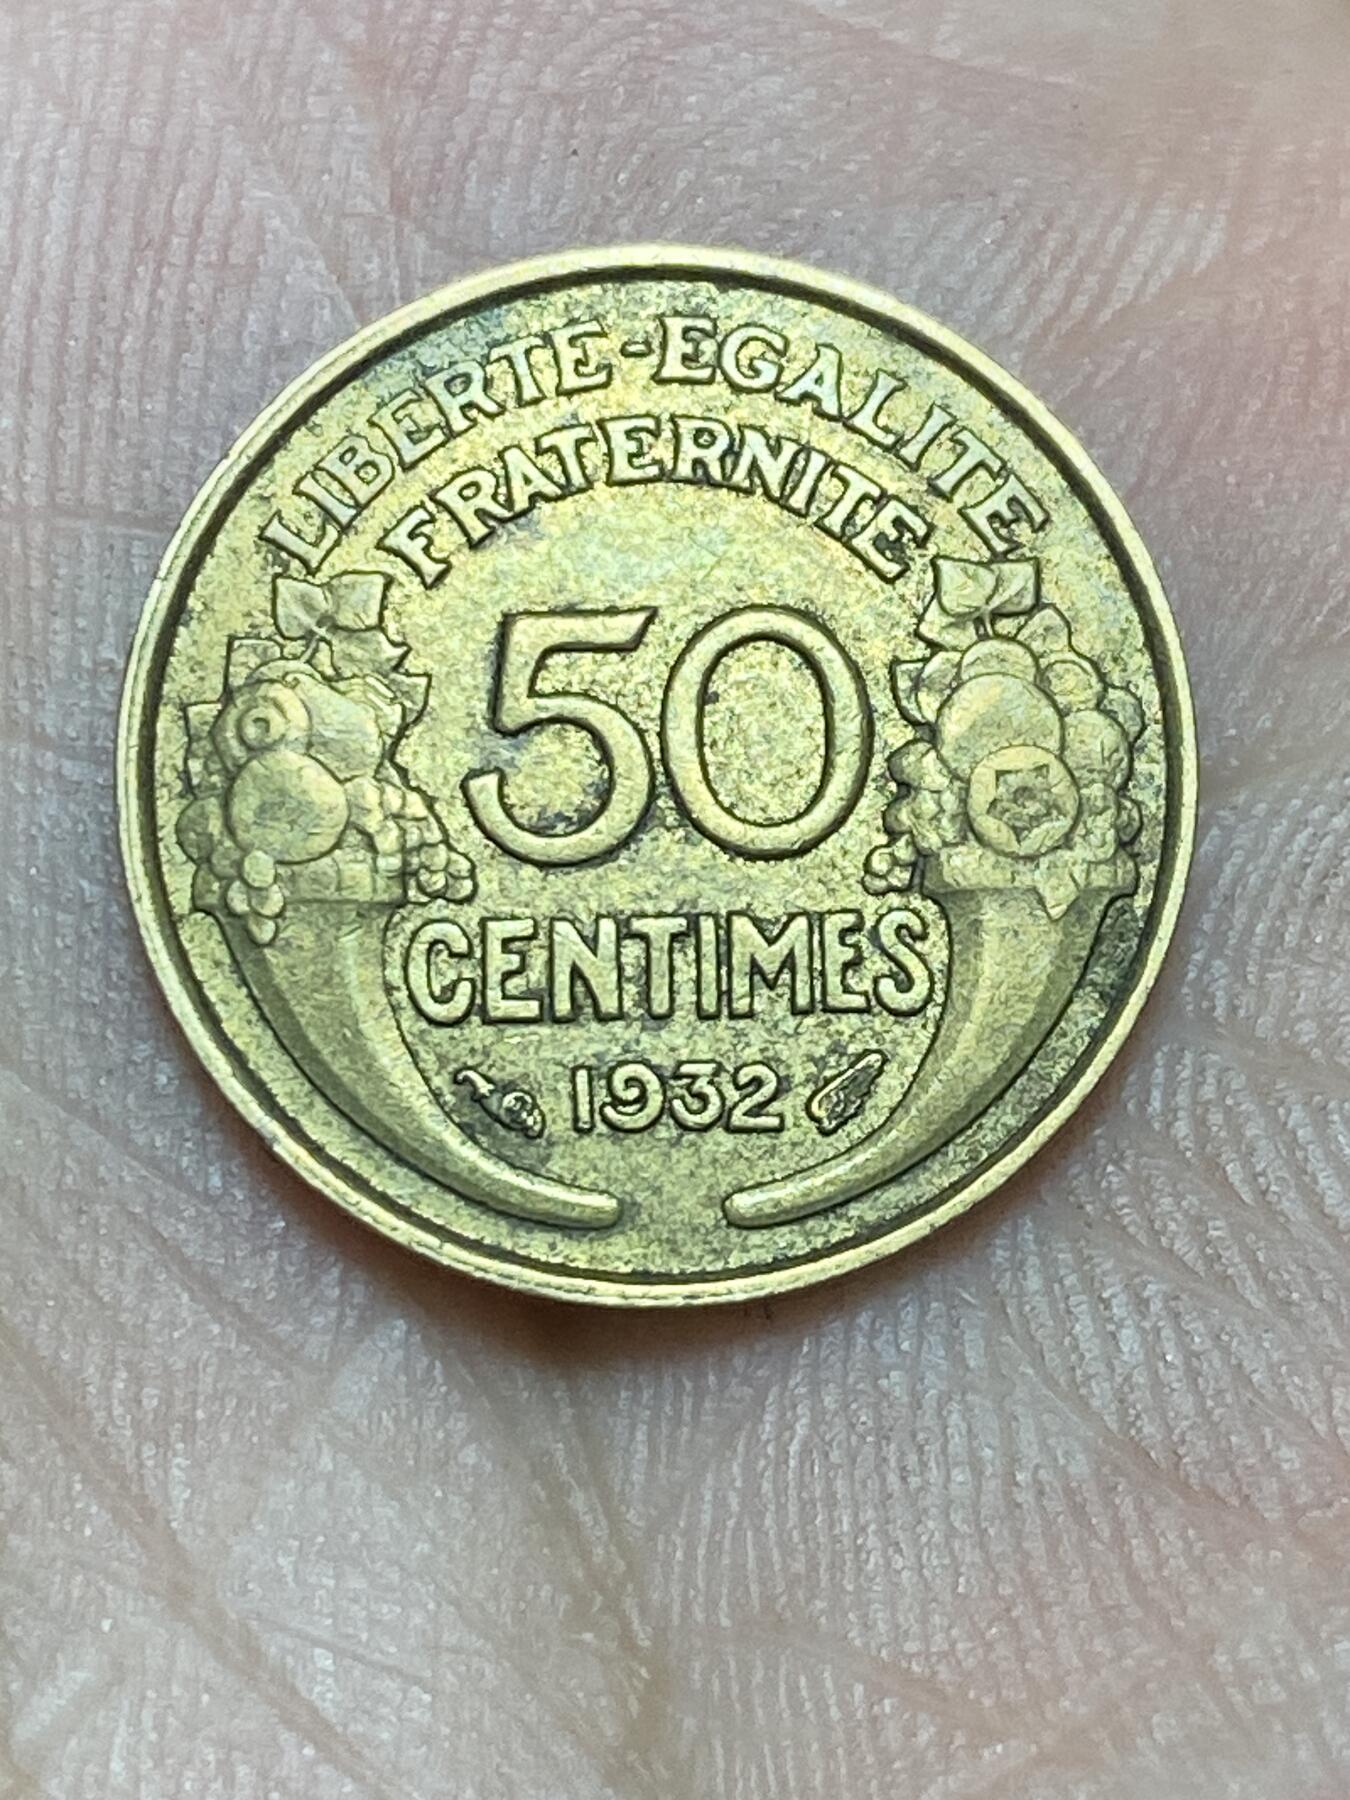 LIBERTE-EGALITE
FRATERNITE
50
CENTIMES
1932